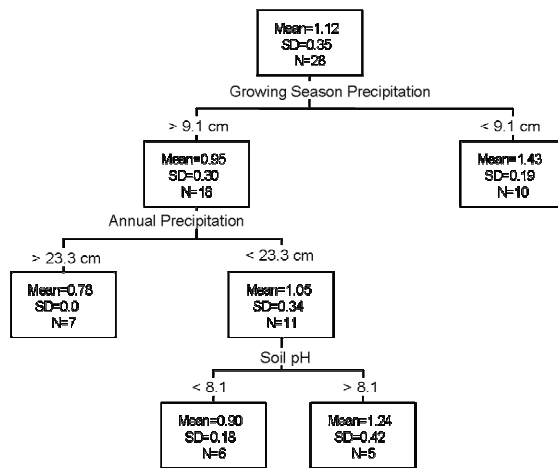 Mean=1.12
SD=0.35
N=28
Growing Season Precipitation
> 9.1 cm
< 9.1 cm
Mean=0.95
SD=0.30
N=18
Mean=1.43
SD=0.19
N=10
Annual Precipitation
> 23.3 cm
< 23.3 cm
Mean=0.78
SD=0.0
N=7
Mean=1.05
SD=0.34
N=11
Soil pH
< 8.1
> 8.1
Mean=0.90
SD=0.18
N=6
Mean=1.24
SD=0.42
N=5